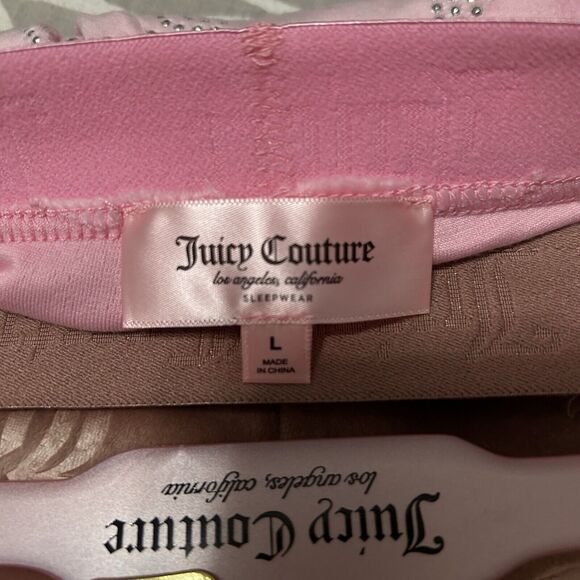 Juicy Couture
los angeles, california
SLEEPWEAR
L
MADE
IN CHINA
Juicy Couture
los angeles, california